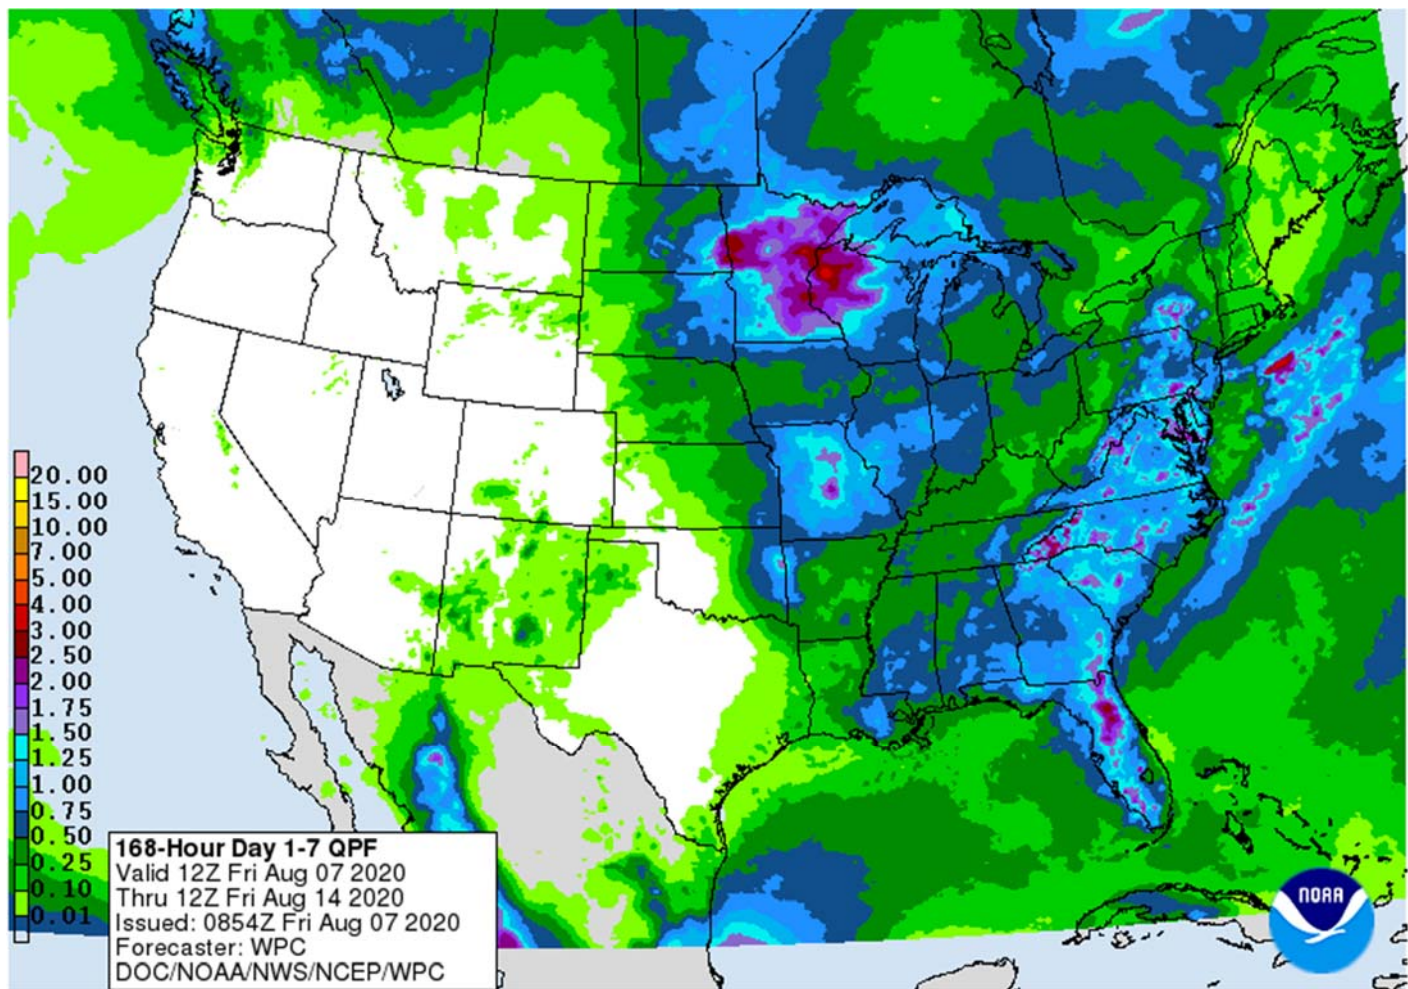 20.00
15.00
10.00
7.00
5.00
4.00
3.00
2.50
2.00
1.75
1.50
1.25
1.00
0.75
0.50
0.25
0.10
0.01
168-Hour Day 1-7 QPF
Valid 12Z Fri Aug 07 2020
Thru 12Z Fri Aug 14 2020
Issued: 0854Z Fri Aug 07 2020
Forecaster: WPC
DOC/NOAA/NWS/NCEP/WPC
NOAA